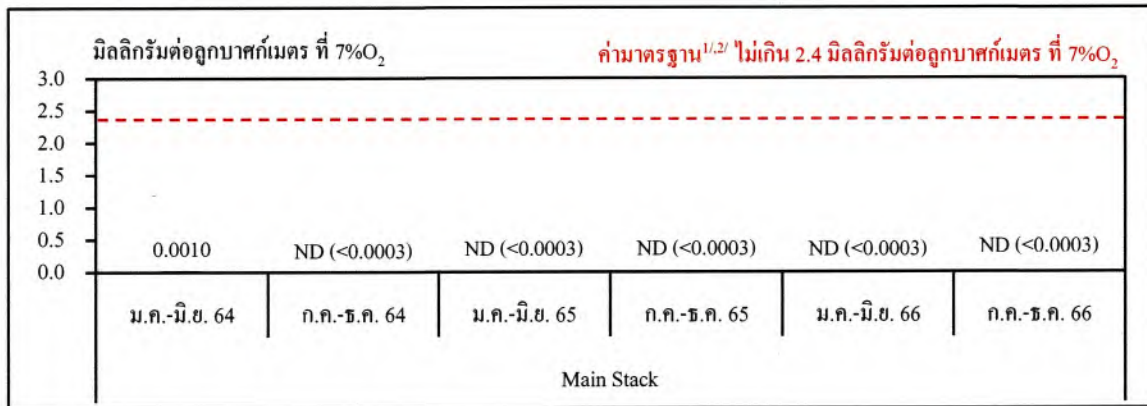 มิลลิกรัมต่อลูกบาศก์เมตร ที่ 7%O₂ ค่ามาตรฐาน¹/,²/ ไม่เกิน 2.4 มิลลิกรัมต่อลูกบาศก์เมตร ที่ 7%O₂
3.0
2.5
2.0
1.5
1.0
0.5
0.0
0.0010 ND (<0.0003) ND (<0.0003) ND (<0.0003) ND (<0.0003) ND (<0.0003)
ม.ค.-มิ.ย. 64 ก.ค.-ธ.ค. 64 ม.ค.-มิ.ย. 65 ก.ค.-ธ.ค. 65 ม.ค.-มิ.ย. 66 ก.ค.-ธ.ค. 66
Main Stack